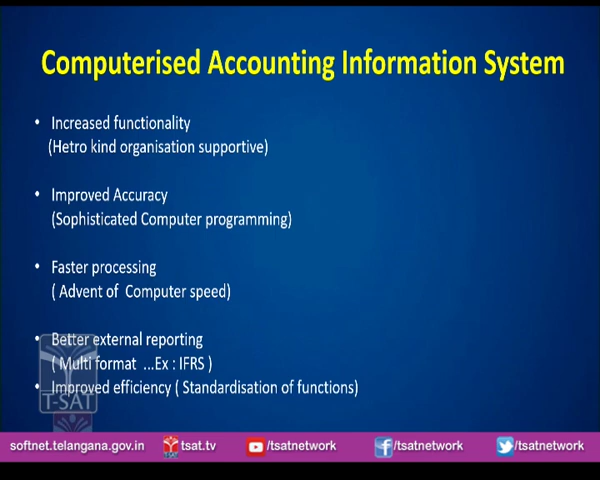 Computerised Accounting Information System
• Increased functionality
(Hetro kind organisation supportive)
• Improved Accuracy
(Sophisticated Computer programming)
• Faster processing
( Advent of Computer speed)
• Better external reporting
( Multi format ...Ex : IFRS )
• Improved efficiency ( Standardisation of functions)
T-SAT
softnet.telangana.gov.in tsat.tv /tsatnetwork /tsatnetwork /tsatnetwork